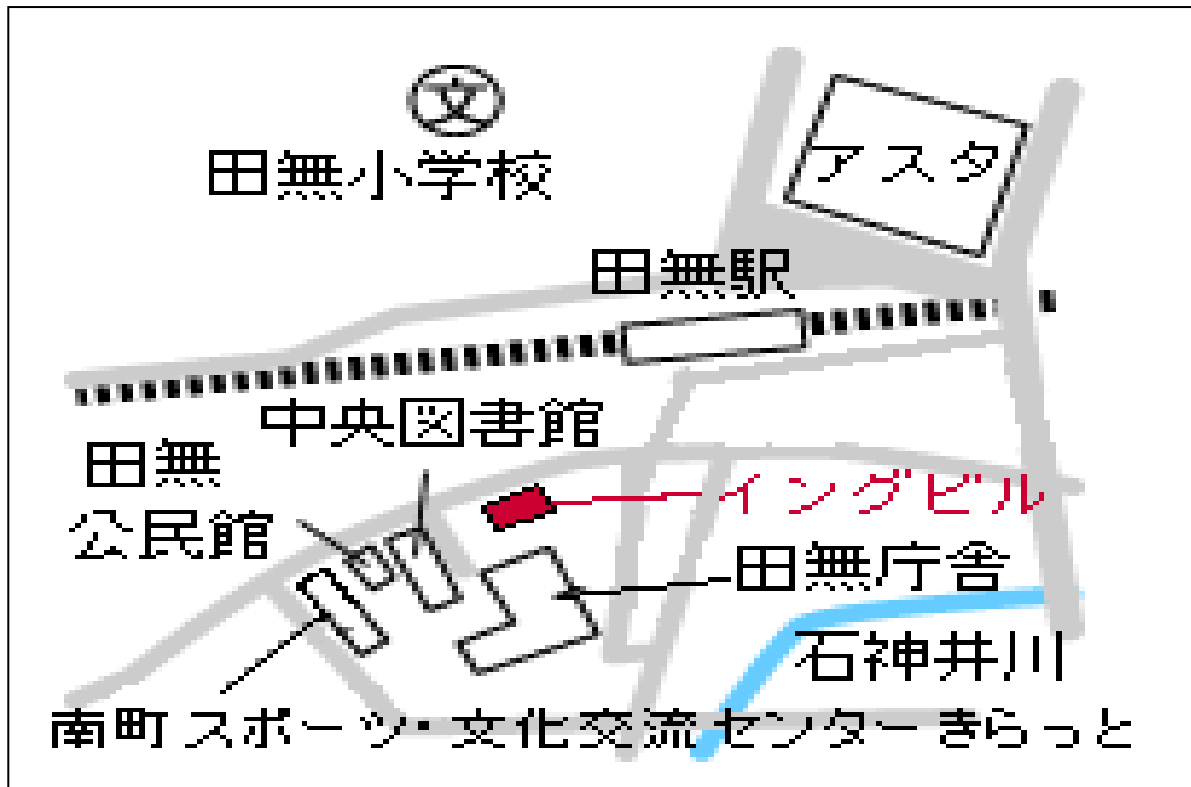 文
田無小学校
アスタ
田無駅
中央図書館
田無
公民館
イングビル
田無庁舎
石神井川
南町スポーツ・文化交流センターきらっと